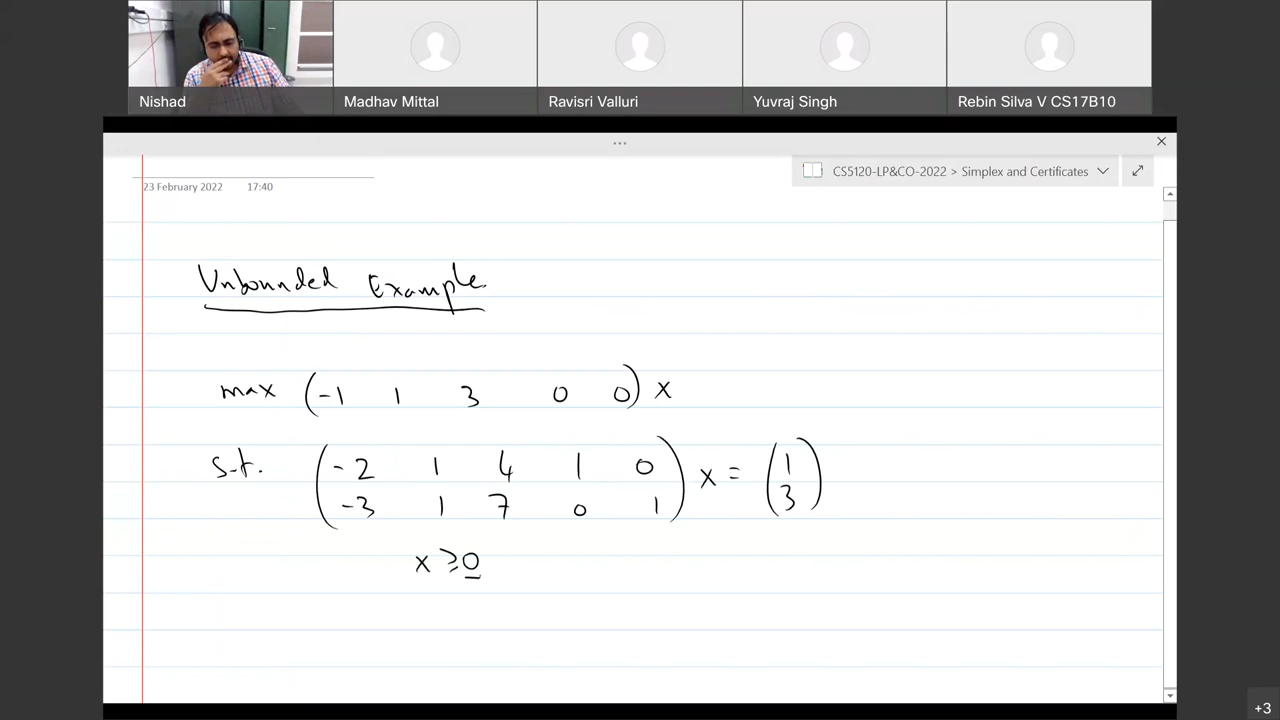 Nishad
Madhav Mittal
Ravisri Valluri
Yuvraj Singh
Rebin Silva V CS17B10
...
CS5120-LP&CO-2022 > Simplex and Certificates
23 February 2022 17:40
Unbounded Example
max (-1 1 3 0 0) x
s.t. (-2 1 4 1 0
-3 1 7 0 1) x = (1
3)
x ≥ 0
+3